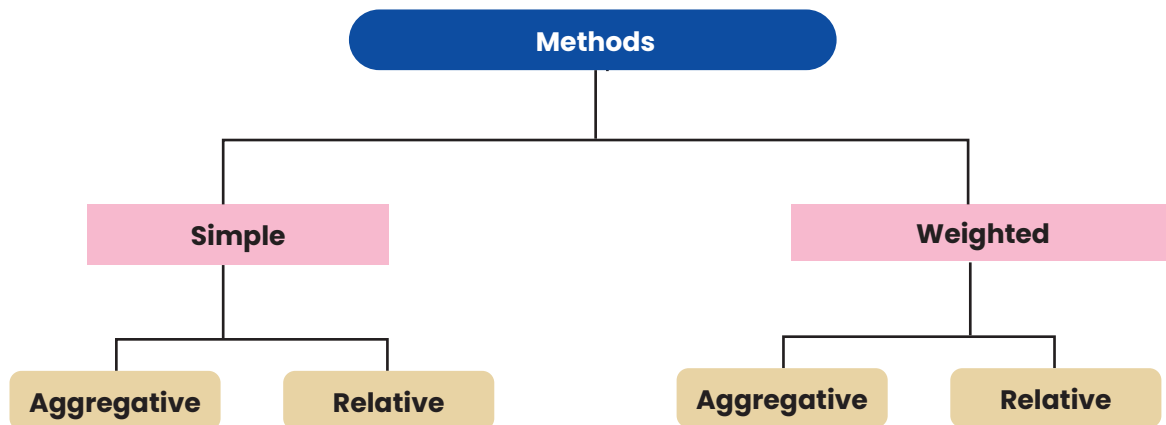 Methods
Simple
Weighted
Aggregative
Relative
Aggregative
Relative